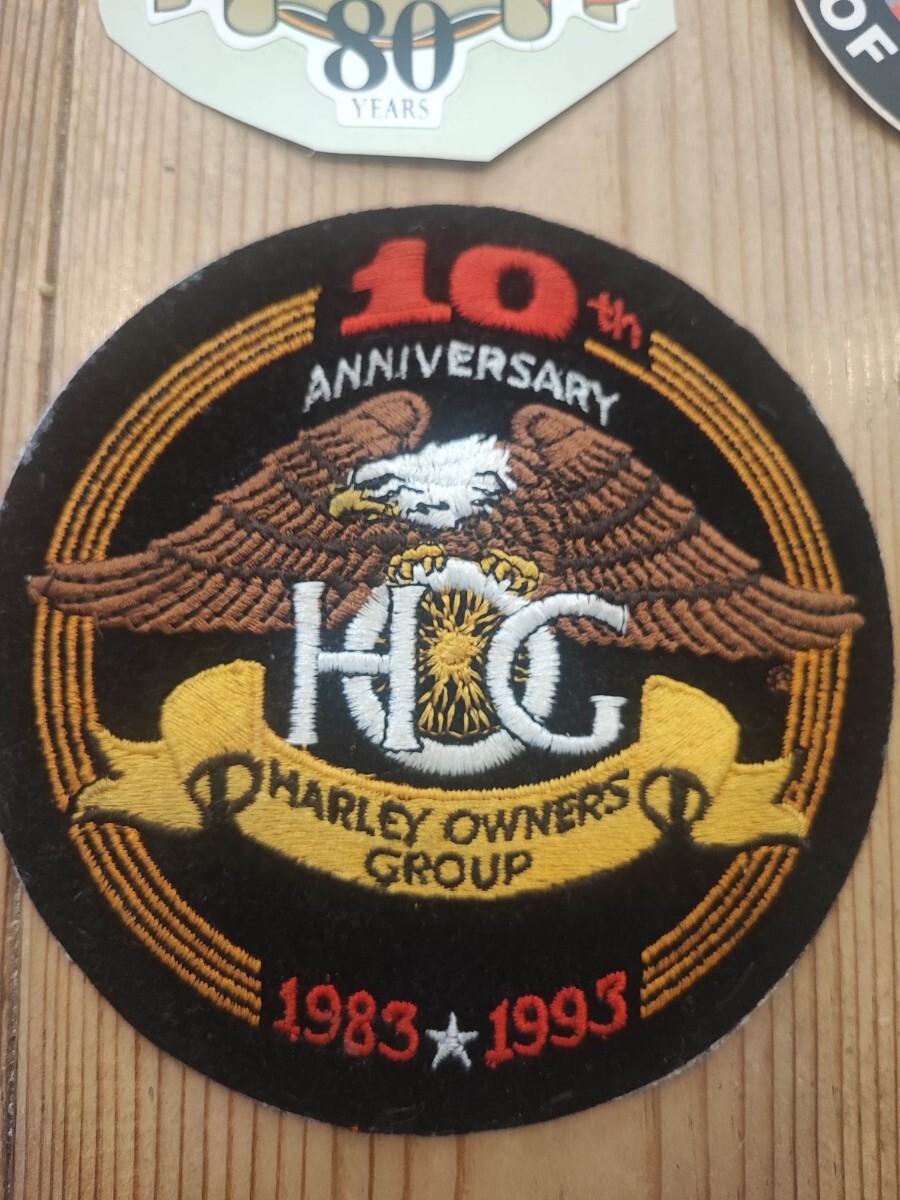 80
YEARS
OF
10th
ANNIVERSARY
HOG
HARLEY OWNERS
GROUP
1983 ★ 1993